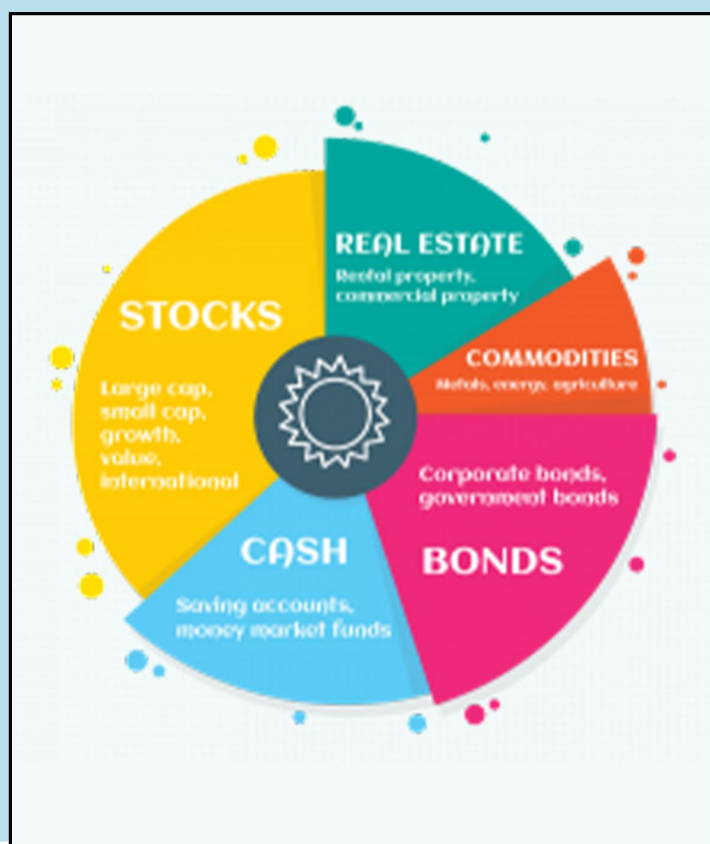 REAL ESTATE
Rental property,
commercial property
COMMODITIES
Metals, energy, agriculture
Corporate bonds,
government bonds
BONDS
CASH
Saving accounts,
money market funds
STOCKS
Large cap,
small cap,
growth,
value,
international